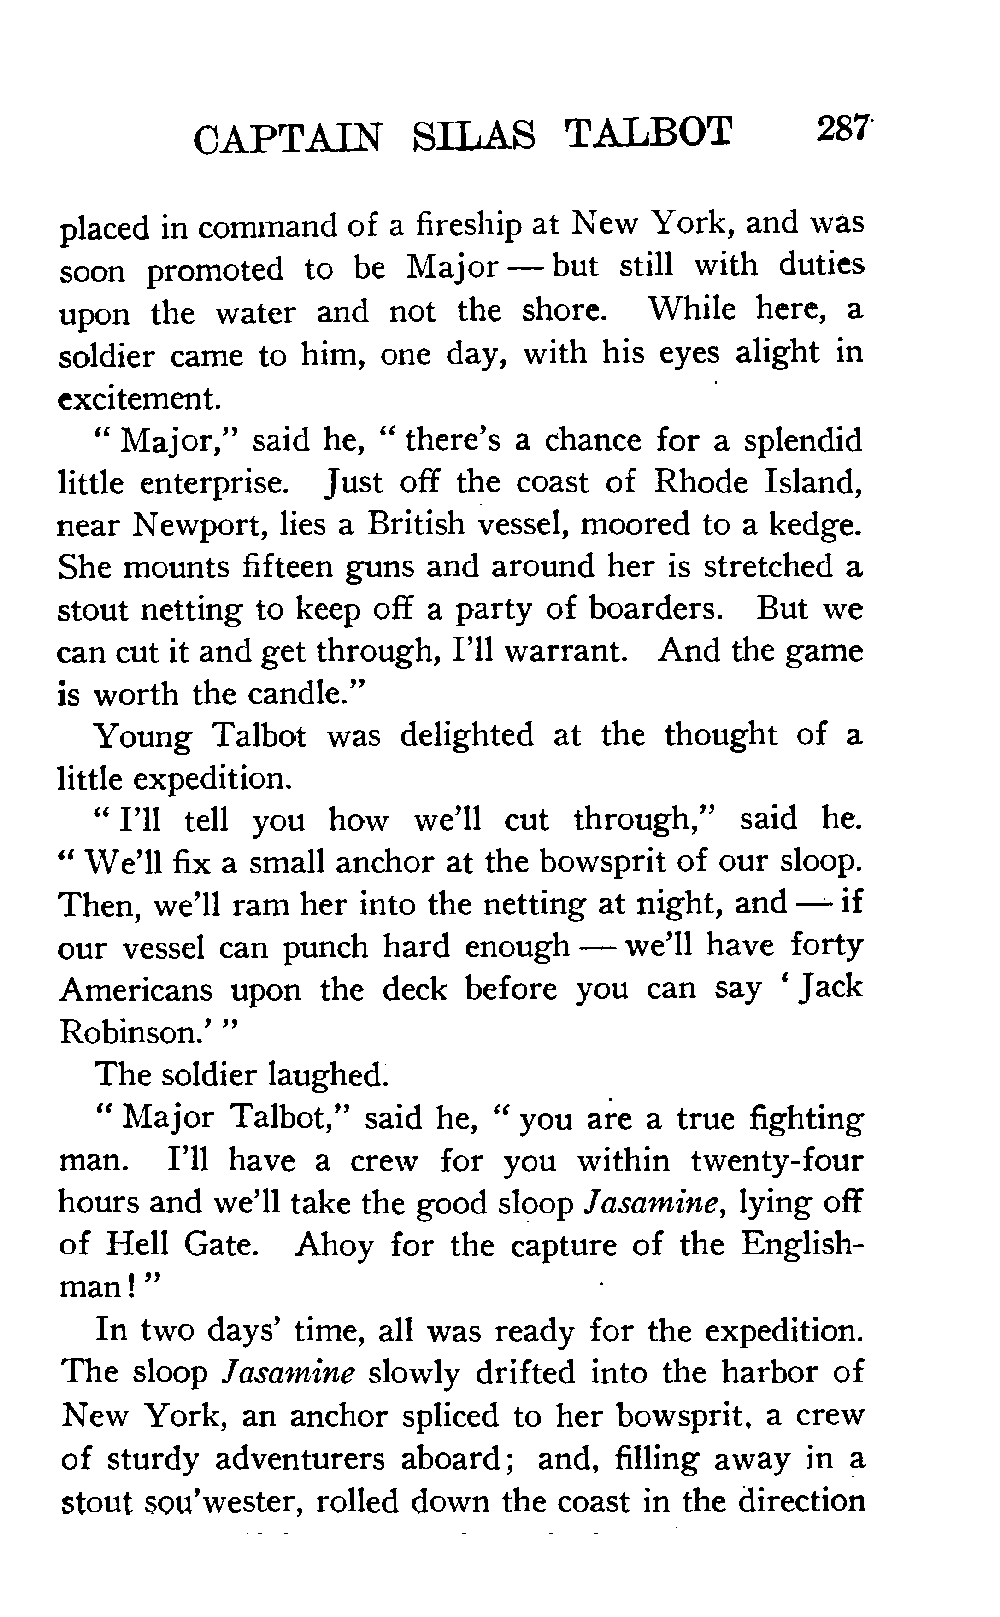 CAPTAIN SILAS TALBOT 287
placed in command of a fireship at New York, and was
soon promoted to be Major — but still with duties
upon the water and not the shore. While here, a
soldier came to him, one day, with his eyes alight in
excitement.
“ Major,” said he, “ there’s a chance for a splendid
little enterprise. Just off the coast of Rhode Island,
near Newport, lies a British vessel, moored to a kedge.
She mounts fifteen guns and around her is stretched a
stout netting to keep off a party of boarders. But we
can cut it and get through, I’ll warrant. And the game
is worth the candle.”
Young Talbot was delighted at the thought of a
little expedition.
“ I’ll tell you how we’ll cut through,” said he.
“ We’ll fix a small anchor at the bowsprit of our sloop.
Then, we’ll ram her into the netting at night, and — if
our vessel can punch hard enough — we’ll have forty
Americans upon the deck before you can say ‘ Jack
Robinson.’ ”
The soldier laughed.
“ Major Talbot,” said he, “ you are a true fighting
man. I’ll have a crew for you within twenty-four
hours and we’ll take the good sloop Jasamine, lying off
of Hell Gate. Ahoy for the capture of the English-
man! ”
In two days’ time, all was ready for the expedition.
The sloop Jasamine slowly drifted into the harbor of
New York, an anchor spliced to her bowsprit, a crew
of sturdy adventurers aboard; and, filling away in a
stout sou’wester, rolled down the coast in the direction